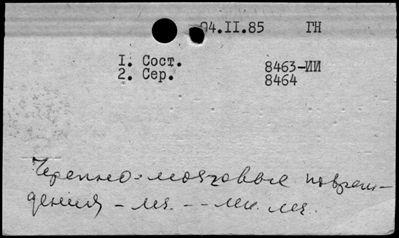 04.II.85 ГН
I. Сост. 8463-ИИ
2. Сер. 8464
Черепно-мозговые повреж-
дения -